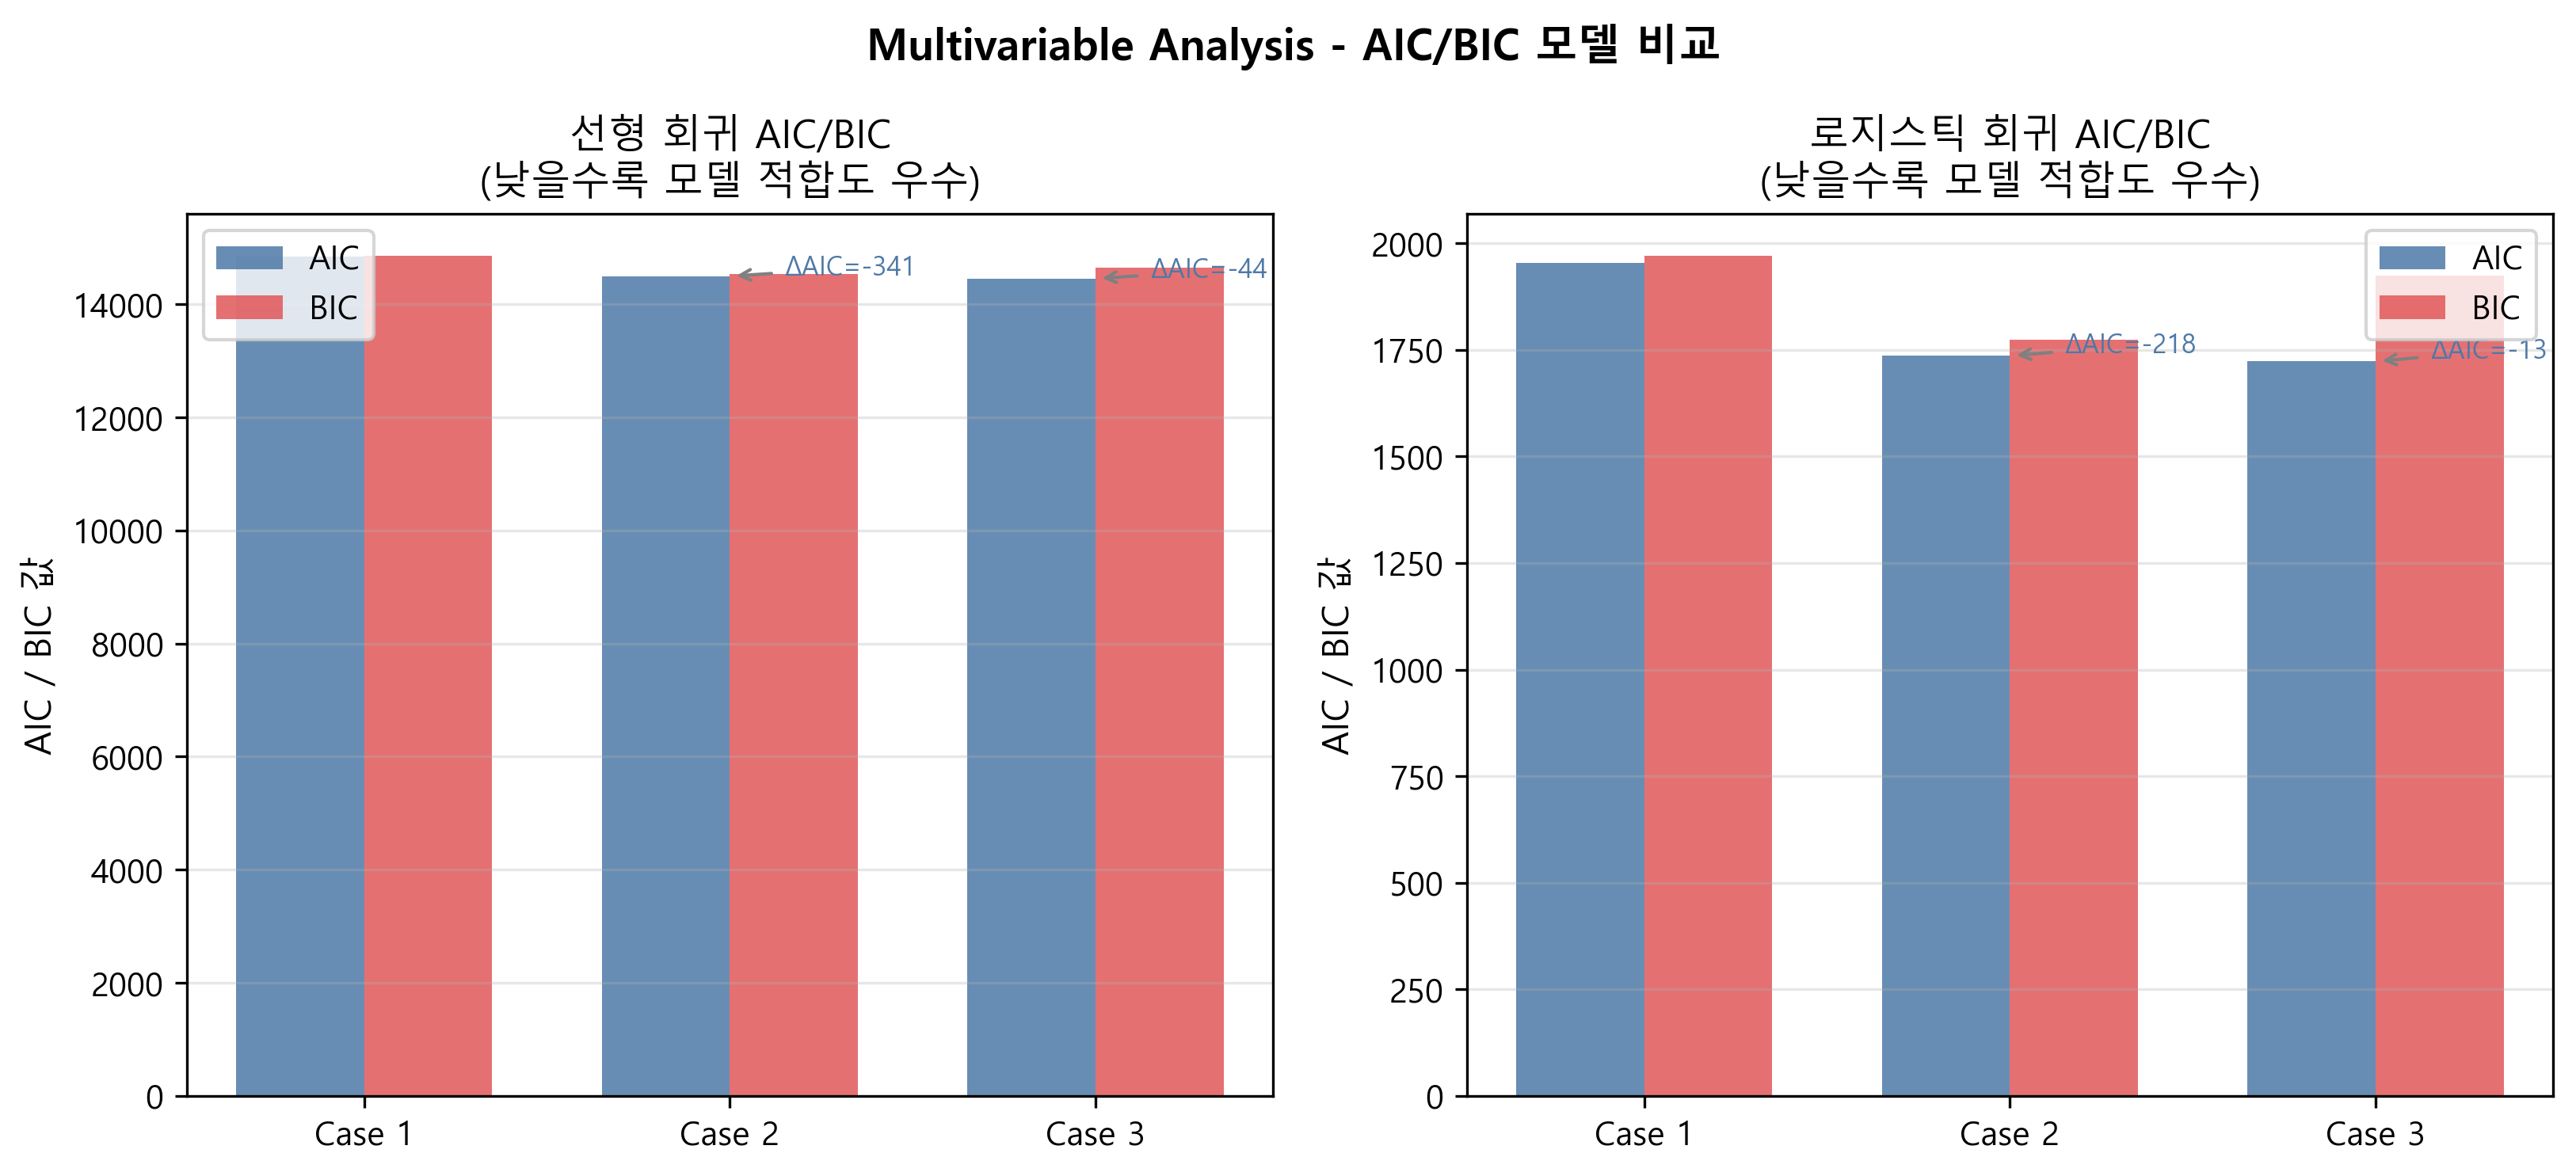 Multivariable Analysis - AIC/BIC 모델 비교
선형 회귀 AIC/BIC
(낮을수록 모델 적합도 우수)
AIC
BIC
ΔAIC=-341
ΔAIC=-44
14000
12000
10000
8000
6000
4000
2000
0
AIC / BIC 값
Case 1
Case 2
Case 3
로지스틱 회귀 AIC/BIC
(낮을수록 모델 적합도 우수)
AIC
BIC
ΔAIC=-218
ΔAIC=-13
2000
1750
1500
1250
1000
750
500
250
0
AIC / BIC 값
Case 1
Case 2
Case 3